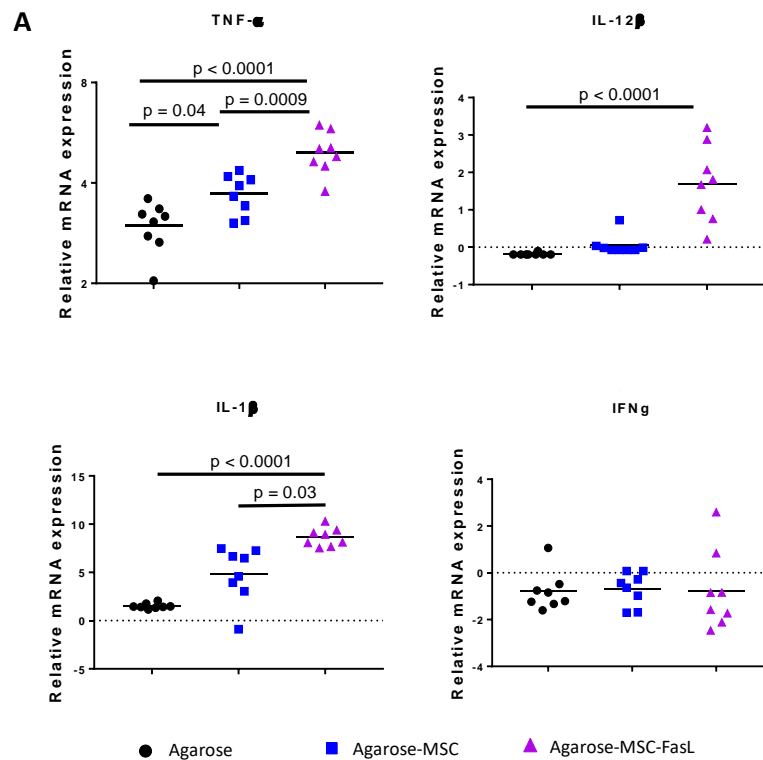 A
TNF-α
Relative mRNA expression
8
4
2
p < 0.0001
p = 0.04
p = 0.0009
IL-12β
Relative mRNA expression
4
3
2
1
0
-1
p < 0.0001
IL-1β
Relative mRNA expression
15
10
5
0
-5
p < 0.0001
p = 0.03
IFNg
Relative mRNA expression
4
2
0
-2
-4
Agarose
Agarose-MSC
Agarose-MSC-FasL